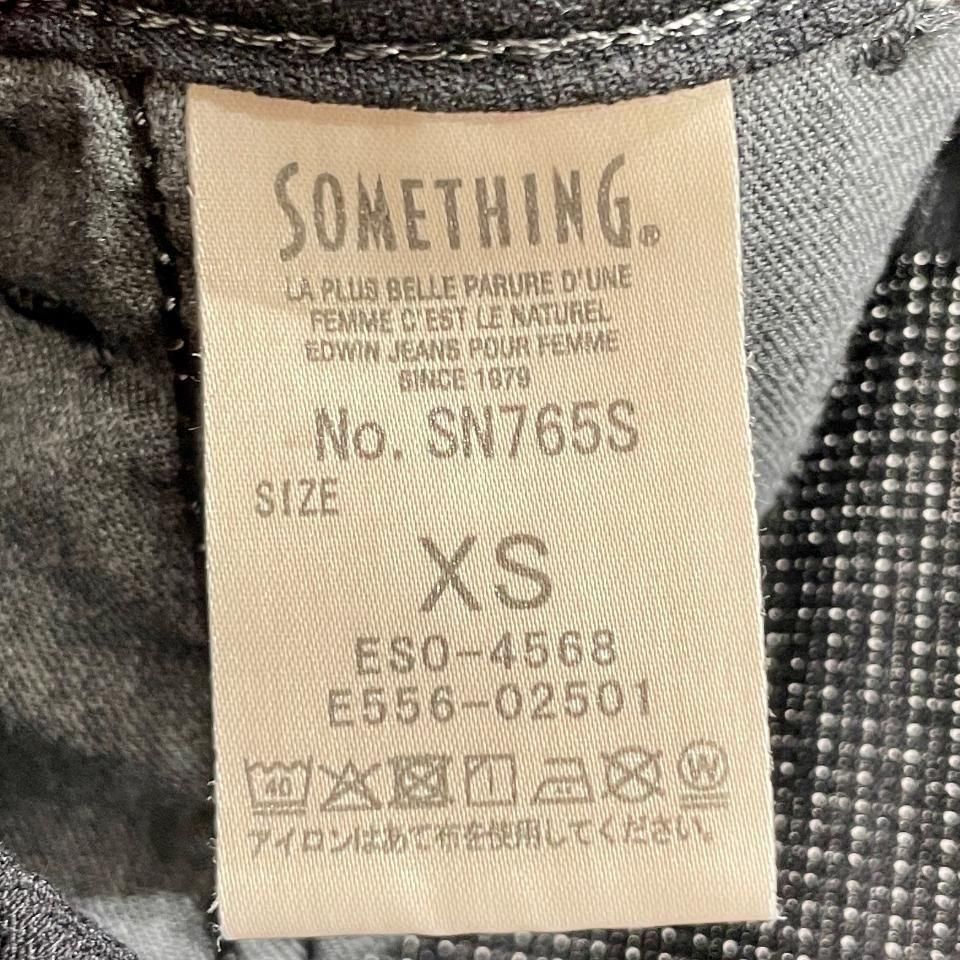 SOMETHING®
LA PLUS BELLE PARURE D'UNE
FEMME C'EST LE NATUREL
EDWIN JEANS POUR FEMME
SINCE 1979
No. SN765S
SIZE
XS
ESO-4568
E556-02501
40 W
アイロンはあて布を使用してください。